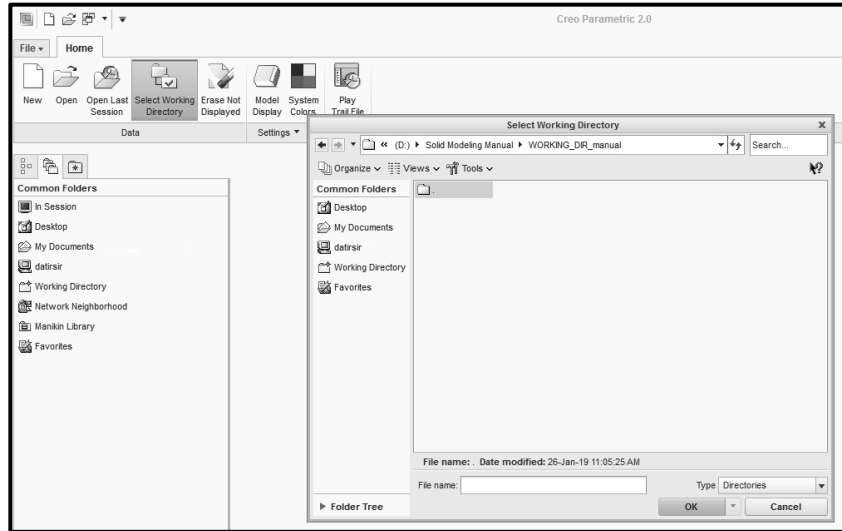 Creo Parametric 2.0
File
Home
New
Open
Open Last Session
Select Working Directory
Erase Not Displayed
Model Display
System Colors
Play Trail File
Data
Settings
Common Folders
In Session
Desktop
My Documents
datirsir
Working Directory
Network Neighborhood
Manikin Library
Favorites
Select Working Directory
« (D:) Solid Modeling Manual WORKING_DIR_manual
Search...
Organize
Views
Tools
Common Folders
Desktop
My Documents
datirsir
Working Directory
Favorites
.
File name: . Date modified: 26-Jan-19 11:05:25 AM
File name:
Type Directories
Folder Tree
OK
Cancel